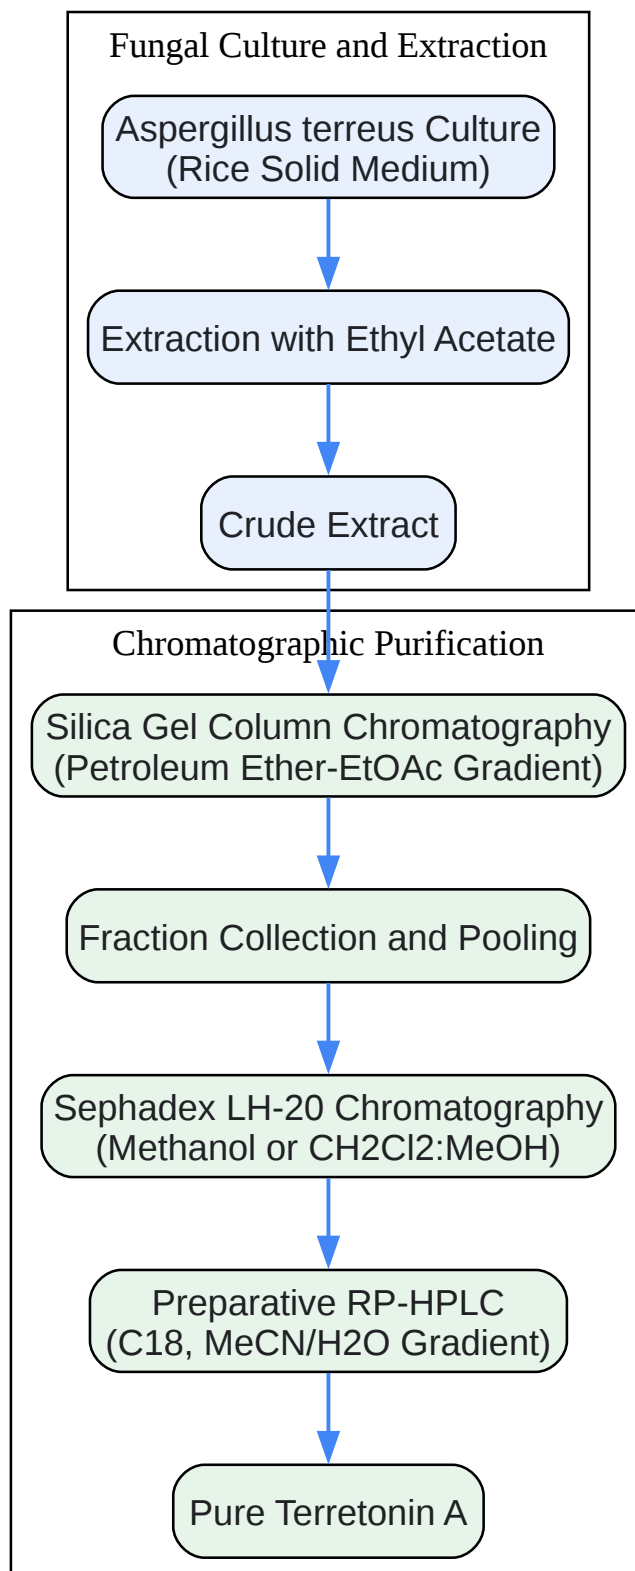 Fungal Culture and Extraction
Aspergillus terreus Culture
(Rice Solid Medium)
Extraction with Ethyl Acetate
Crude Extract
Chromatographic Purification
Silica Gel Column Chromatography
(Petroleum Ether-EtOAc Gradient)
Fraction Collection and Pooling
Sephadex LH-20 Chromatography
(Methanol or CH2Cl2:MeOH)
Preparative RP-HPLC
(C18, MeCN/H2O Gradient)
Pure Terretonin A